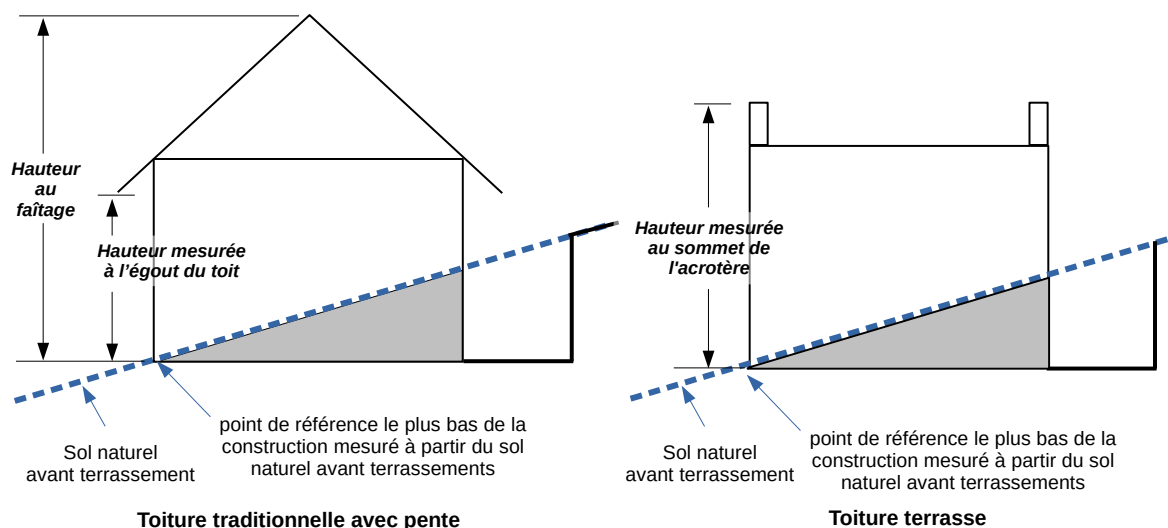 Hauteur
au
faîtage
Hauteur mesurée
à l’égout du toit
Sol naturel
avant terrassement
point de référence le plus bas de la
construction mesuré à partir du sol
naturel avant terrassements
Toiture traditionnelle avec pente
Hauteur mesurée
au sommet de
l'acrotère
Sol naturel
avant terrassement
point de référence le plus bas de la
construction mesuré à partir du sol
naturel avant terrassements
Toiture terrasse